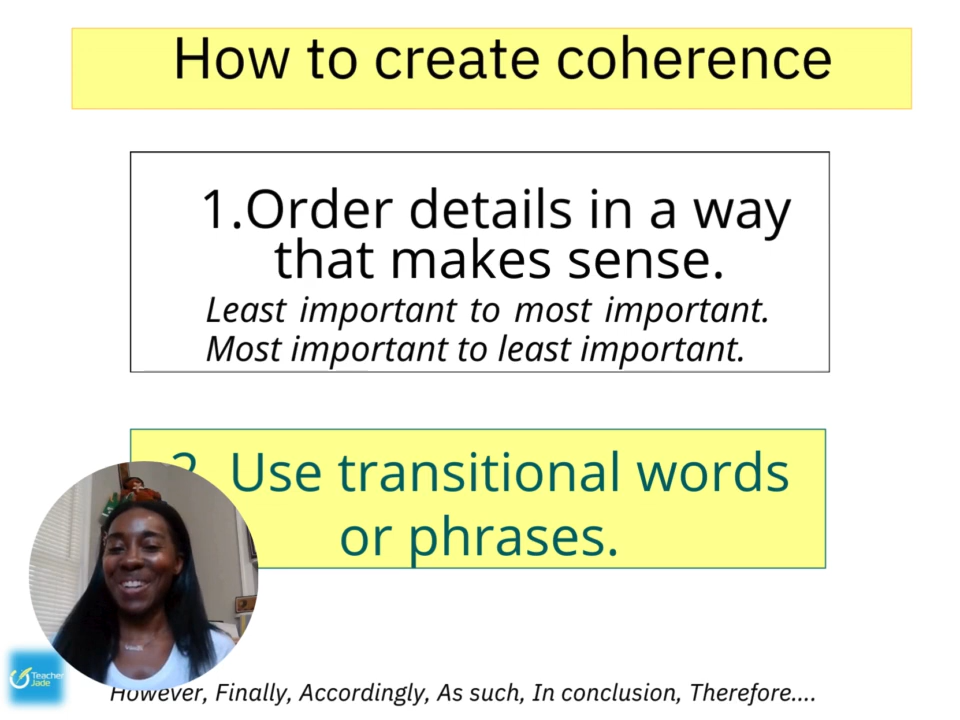 How to create coherence
1.Order details in a way
that makes sense.
Least important to most important.
Most important to least important.
2. Use transitional words
or phrases.
Teacher
Jade
However, Finally, Accordingly, As such, In conclusion, Therefore....